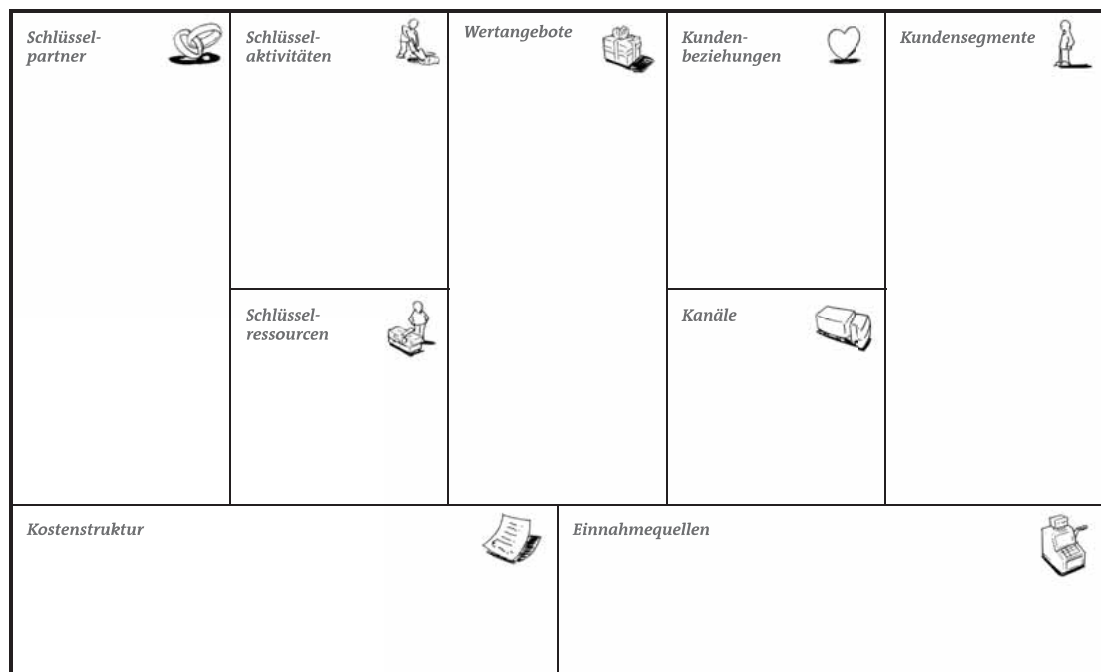 Schlüssel-
partner
Schlüssel-
aktivitäten
Schlüssel-
ressourcen
Wertangebote
Kunden-
beziehungen
Kanäle
Kundensegmente
Kostenstruktur
Einnahmequellen